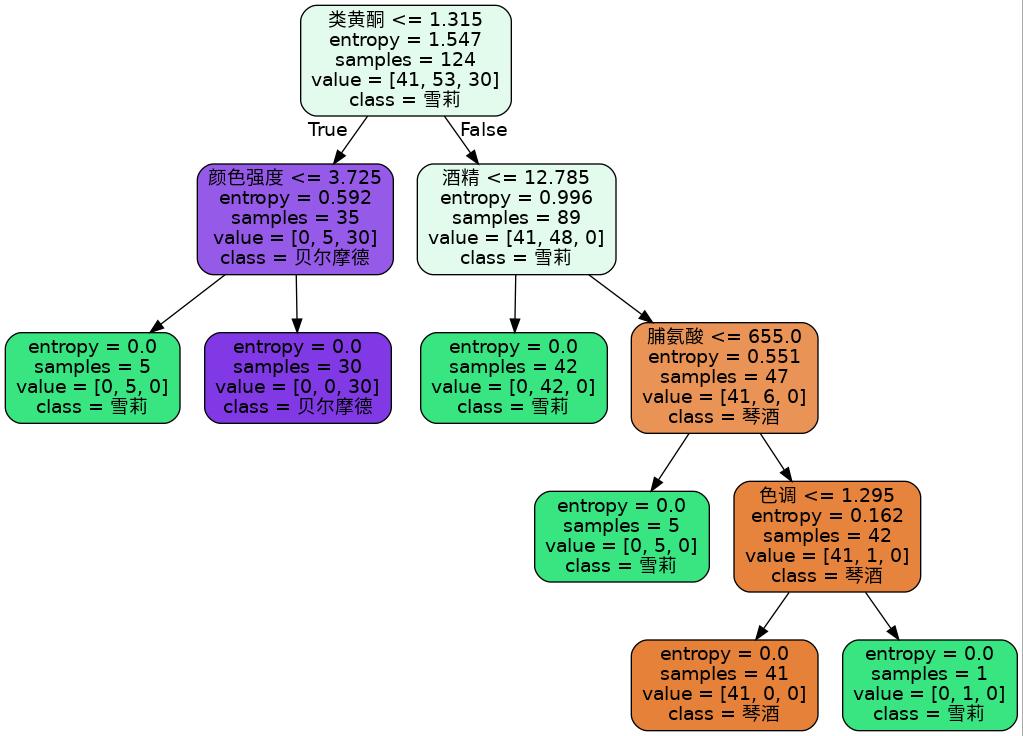 类黄酮 <= 1.315
entropy = 1.547
samples = 124
value = [41, 53, 30]
class = 雪莉
True
False
颜色强度 <= 3.725
entropy = 0.592
samples = 35
value = [0, 5, 30]
class = 贝尔摩德
酒精 <= 12.785
entropy = 0.996
samples = 89
value = [41, 48, 0]
class = 雪莉
entropy = 0.0
samples = 5
value = [0, 5, 0]
class = 雪莉
entropy = 0.0
samples = 30
value = [0, 0, 30]
class = 贝尔摩德
entropy = 0.0
samples = 42
value = [0, 42, 0]
class = 雪莉
脯氨酸 <= 655.0
entropy = 0.551
samples = 47
value = [41, 6, 0]
class = 琴酒
entropy = 0.0
samples = 5
value = [0, 5, 0]
class = 雪莉
色调 <= 1.295
entropy = 0.162
samples = 42
value = [41, 1, 0]
class = 琴酒
entropy = 0.0
samples = 41
value = [41, 0, 0]
class = 琴酒
entropy = 0.0
samples = 1
value = [0, 1, 0]
class = 雪莉